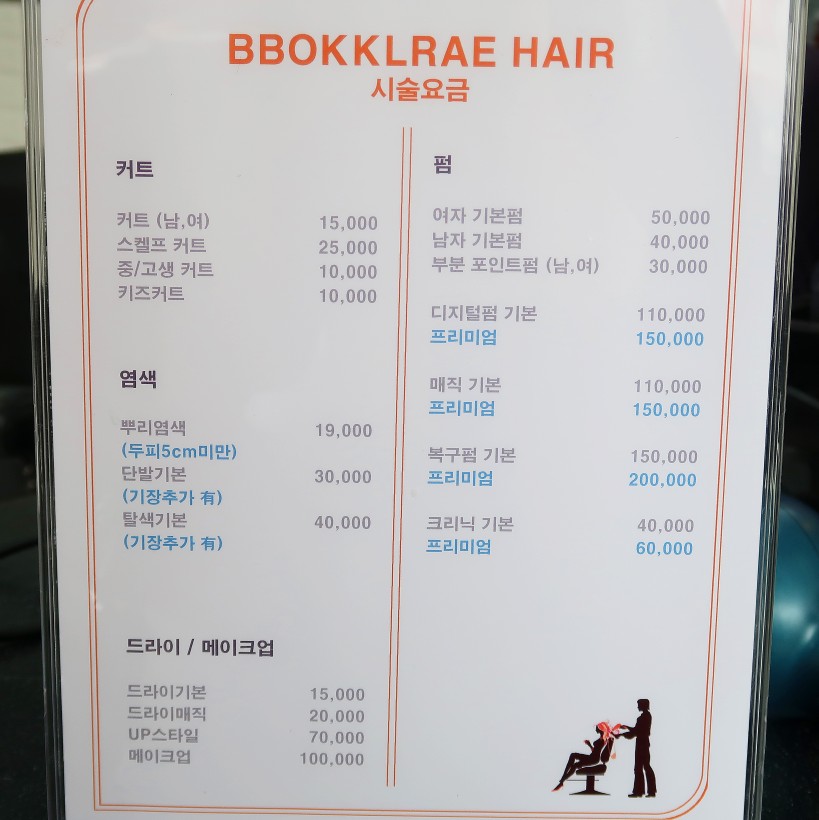 BBOKKLRAE HAIR
시술요금
커트
커트 (남,여) 15,000
스켈프 커트 25,000
중/고생 커트 10,000
키즈커트 10,000
염색
뿌리염색 19,000
(두피5cm미만)
단발기본 30,000
(기장추가 有)
탈색기본 40,000
(기장추가 有)
드라이 / 메이크업
드라이기본 15,000
드라이매직 20,000
UP스타일 70,000
메이크업 100,000
펌
여자 기본펌 50,000
남자 기본펌 40,000
부분 포인트펌 (남,여) 30,000
디지털펌 기본 110,000
프리미엄 150,000
매직 기본 110,000
프리미엄 150,000
복구펌 기본 150,000
프리미엄 200,000
크리닉 기본 40,000
프리미엄 60,000